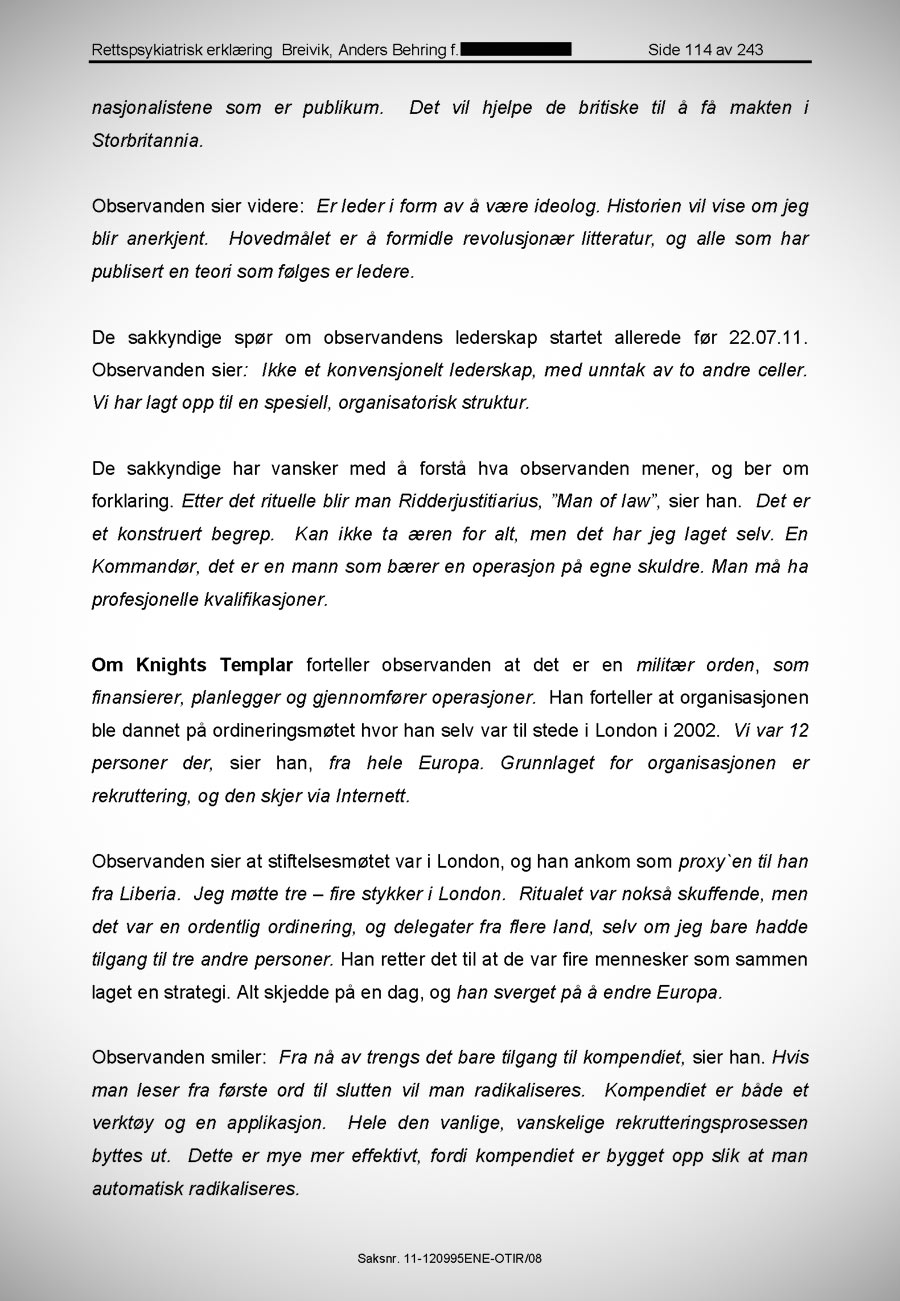 Rettspsykiatrisk erklæring Breivik, Anders Behring f. Side 114 av 243
nasjonalistene som er publikum. Det vil hjelpe de britiske til å få makten i
Storbritannia.
Observanden sier videre: Er leder i form av å være ideolog. Historien vil vise om jeg
blir anerkjent. Hovedmålet er å formidle revolusjonær litteratur, og alle som har
publisert en teori som følges er ledere.
De sakkyndige spør om observandens lederskap startet allerede før 22.07.11.
Observanden sier: Ikke et konvensjonelt lederskap, med unntak av to andre celler.
Vi har lagt opp til en spesiell, organisatorisk struktur.
De sakkyndige har vansker med å forstå hva observanden mener, og ber om
forklaring. Etter det rituelle blir man Ridderjustitiarius, ”Man of law”, sier han. Det er
et konstruert begrep. Kan ikke ta æren for alt, men det har jeg laget selv. En
Kommandør, det er en mann som bærer en operasjon på egne skuldre. Man må ha
profesjonelle kvalifikasjoner.
Om Knights Templar forteller observanden at det er en militær orden, som
finansierer, planlegger og gjennomfører operasjoner. Han forteller at organisasjonen
ble dannet på ordineringsmøtet hvor han selv var til stede i London i 2002. Vi var 12
personer der, sier han, fra hele Europa. Grunnlaget for organisasjonen er
rekruttering, og den skjer via Internett.
Observanden sier at stiftelsesmøtet var i London, og han ankom som proxy`en til han
fra Liberia. Jeg møtte tre – fire stykker i London. Ritualet var nokså skuffende, men
det var en ordentlig ordinering, og delegater fra flere land, selv om jeg bare hadde
tilgang til tre andre personer. Han retter det til at de var fire mennesker som sammen
laget en strategi. Alt skjedde på en dag, og han sverget på å endre Europa.
Observanden smiler: Fra nå av trengs det bare tilgang til kompendiet, sier han. Hvis
man leser fra første ord til slutten vil man radikaliseres. Kompendiet er både et
verktøy og en applikasjon. Hele den vanlige, vanskelige rekrutteringsprosessen
byttes ut. Dette er mye mer effektivt, fordi kompendiet er bygget opp slik at man
automatisk radikaliseres.
Saksnr. 11-120995ENE-OTIR/08